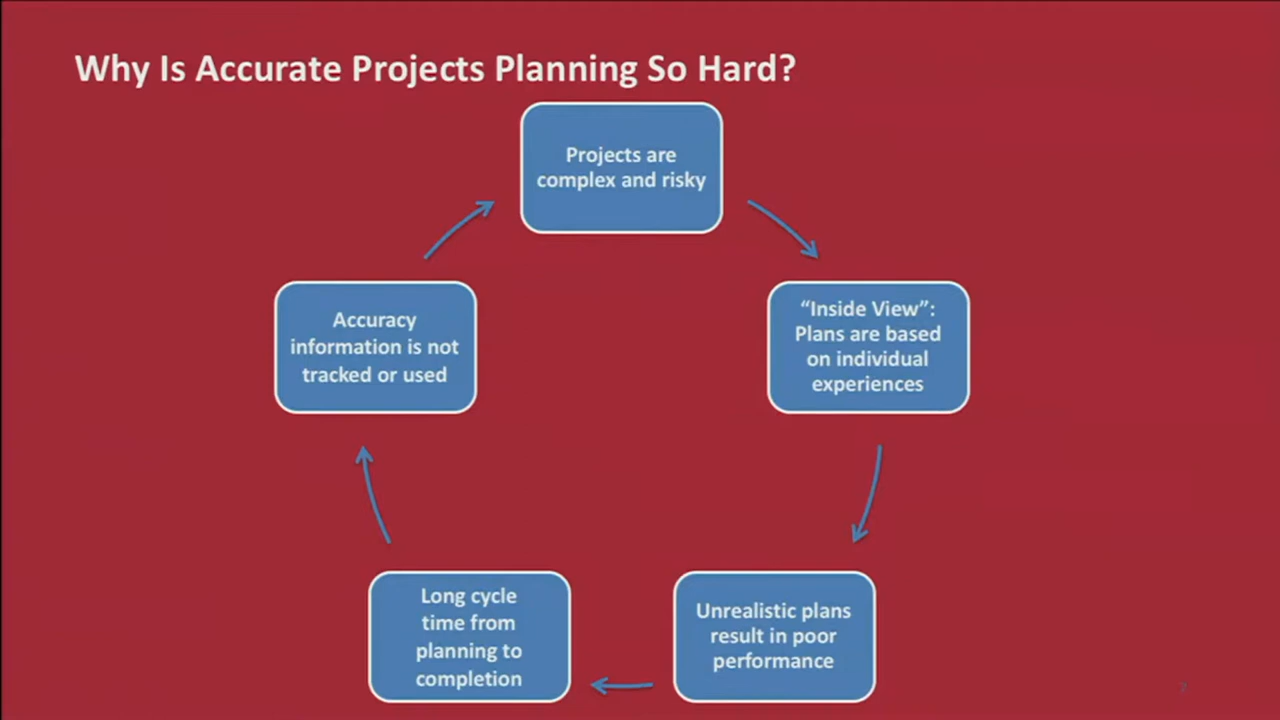 Why Is Accurate Projects Planning So Hard?
Projects are
complex and risky
“Inside View”:
Plans are based
on individual
experiences
Unrealistic plans
result in poor
performance
Long cycle
time from
planning to
completion
Accuracy
information is not
tracked or used